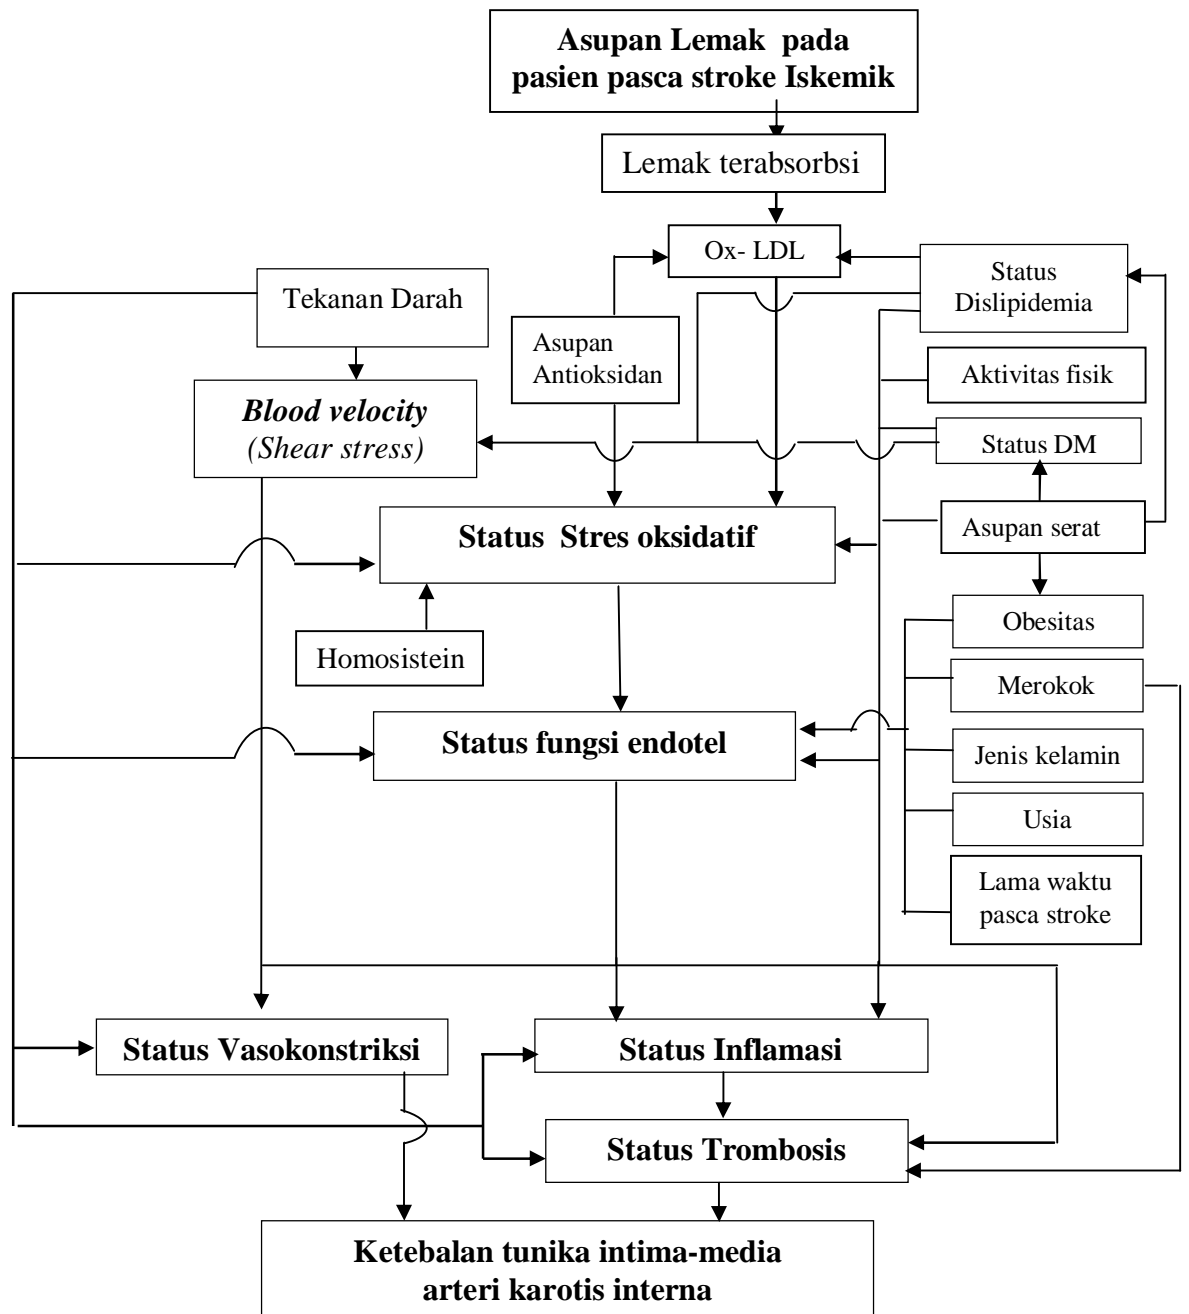 Asupan Lemak pada
pasien pasca stroke Iskemik
Lemak terabsorbsi
Ox- LDL
Status
Dislipidemia
Tekanan Darah
Asupan
Antioksidan
Aktivitas fisik
Blood velocity
(Shear stress)
Status DM
Status Stres oksidatif
Asupan serat
Homosistein
Obesitas
Merokok
Status fungsi endotel
Jenis kelamin
Usia
Lama waktu
pasca stroke
Status Vasokonstriksi
Status Inflamasi
Status Trombosis
Ketebalan tunika intima-media
arteri karotis interna